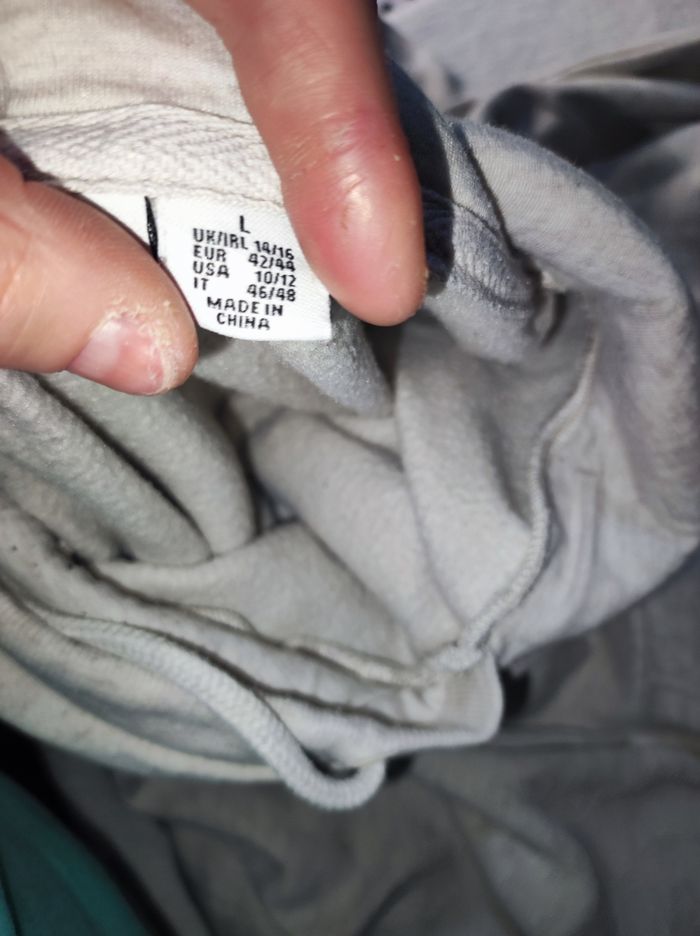 L
UK/IRL 14/16
EUR 42/44
USA 10/12
IT 46/48
MADE IN
CHINA